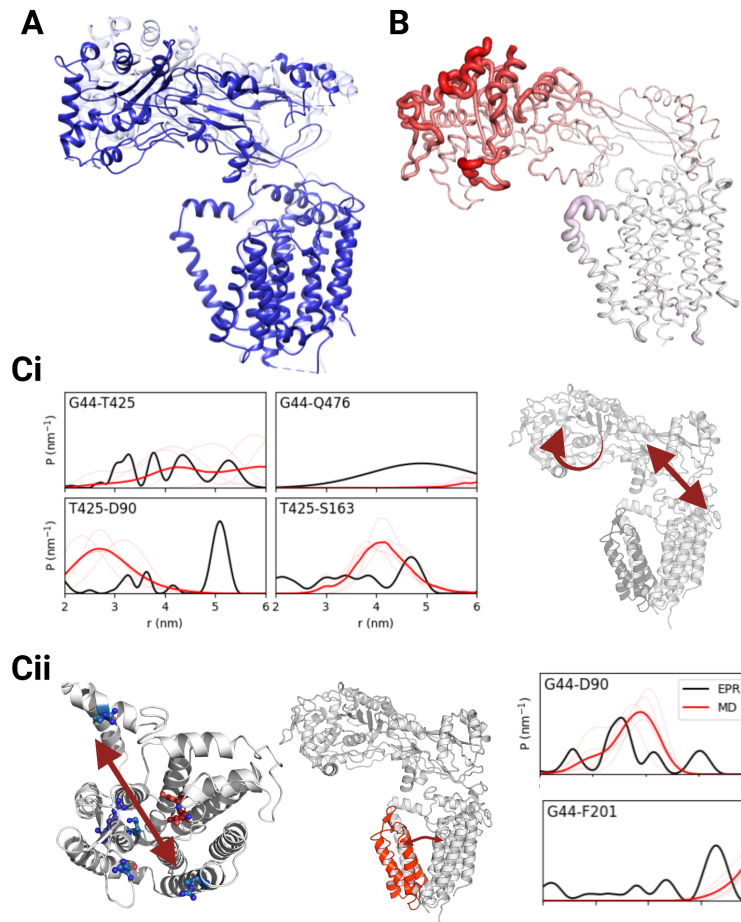 A
B
Ci
G44-T425
G44-Q476
P (nm⁻¹)
T425-D90
T425-S163
P (nm⁻¹)
2 3 4 5 6 2 3 4 5 6
r (nm) r (nm)
Cii
G44-D90
EPR
MD
P (nm⁻¹)
G44-F201